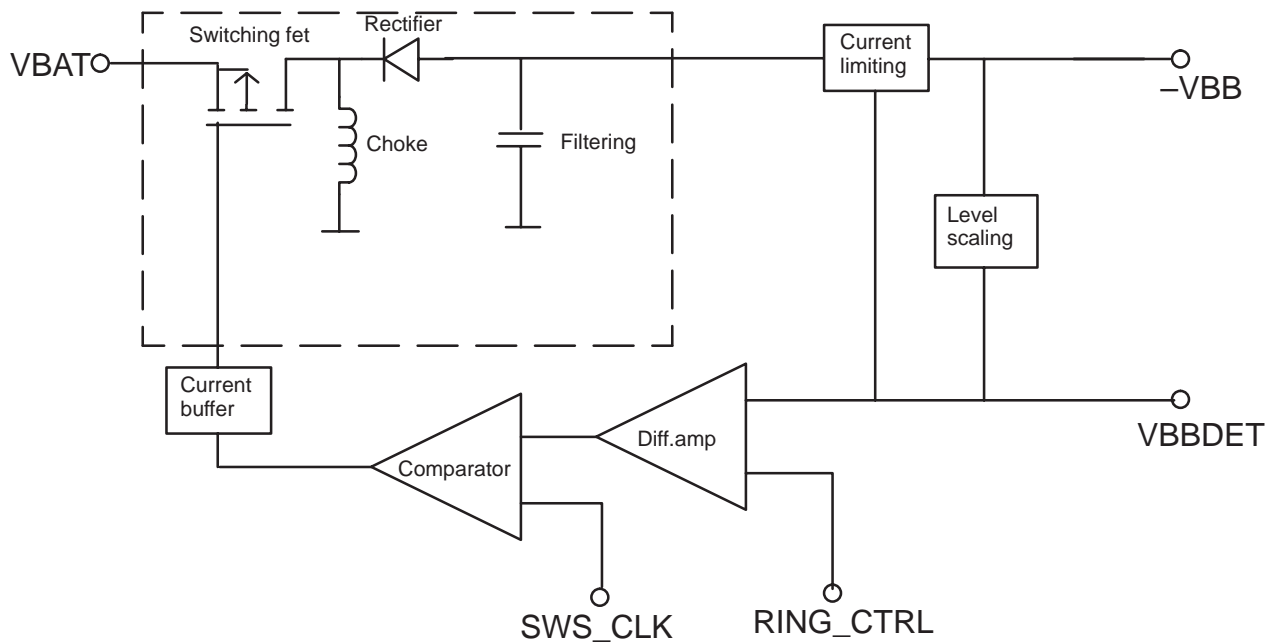 Rectifier
Switching fet
VBAT
Current
limiting
–VBB
Choke
Filtering
Level
scaling
Current
buffer
Diff.amp
VBBDET
Comparator
SWS_CLK
RING_CTRL